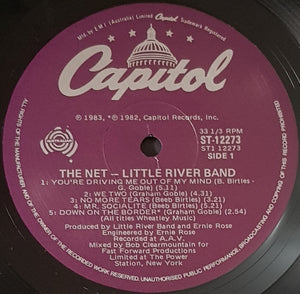 Mfg by E M I (Australia) Limited
Trademark Registered
Capitol
℗ 1983, *℗ 1982, Capitol Records, Inc.
33 1/3 RPM
ST-12273
ST1 12273
SIDE 1
THE NET — LITTLE RIVER BAND
1: YOU'RE DRIVING ME OUT OF MY MIND (B. Birtles -
G. Goble) (5.11)
2: WE TWO (Graham Goble) (4.31)
3: NO MORE TEARS (Beeb Birtles) (3.21)
4: MR. SOCIALITE (Beeb Birtles) (5.21)
5: DOWN ON THE BORDER* (Graham Goble) (2.54)
(All titles Wheatley Music)
Produced by Little River Band and Ernie Rose
Engineered by Ernie Rose
Recorded at A.A.V.
Mixed by Bob Clearmountain for
Fast Forward Productions
Limited at The Power
Station, New York
ALL RIGHTS OF THE MANUFACTURER AND OF THE OWNER OF THE RECORDED WORK RESERVED. UNAUTHORISED PUBLIC PERFORMANCE BROADCASTING AND COPYING OF THIS RECORD PROHIBITED.